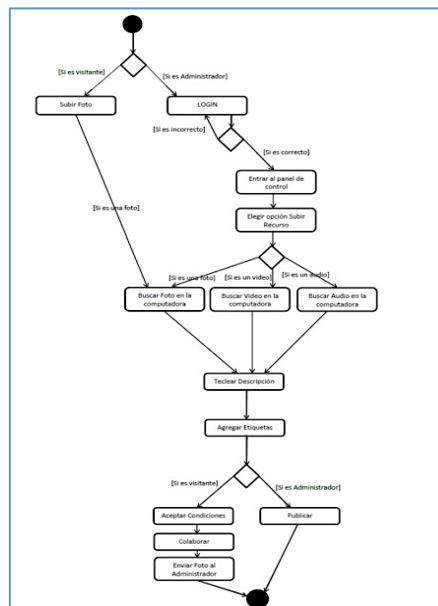 [Si es visitante]
[Si es Administrador]
Subir Foto
LOGIN
[Si es incorrecto]
[Si es correcto]
Entrar al panel de
control
[Si es una foto]
Elegir opción Subir
Recurso
[Si es una foto]
[Si es un video]
[Si es un audio]
Buscar Foto en la
computadora
Buscar Video en la
computadora
Buscar Audio en la
computadora
Teclear Descripción
Agregar Etiquetas
[Si es visitante]
[Si es Administrador]
Aceptar Condiciones
Publicar
Colaborar
Enviar Foto al
Administrador